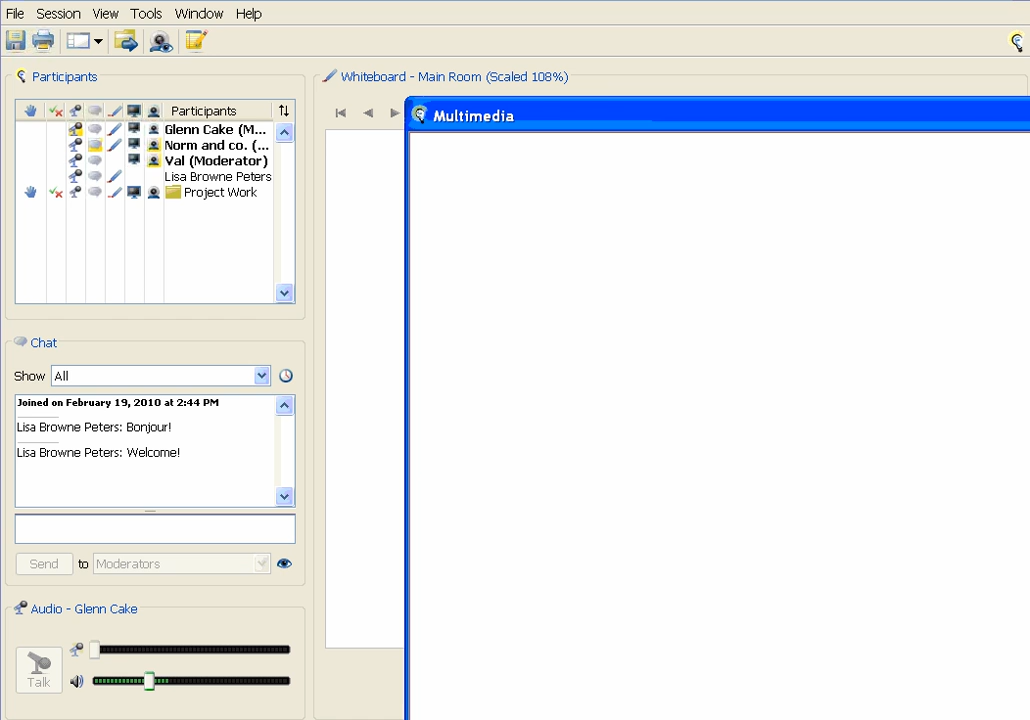 File Session View Tools Window Help
Participants
Participants
Glenn Cake (M...
Norm and co. (...
Val (Moderator)
Lisa Browne Peters
Project Work
Chat
Show All
Joined on February 19, 2010 at 2:44 PM
Lisa Browne Peters: Bonjour!
Lisa Browne Peters: Welcome!
Send to Moderators
Audio - Glenn Cake
Talk
Whiteboard - Main Room (Scaled 108%)
Multimedia